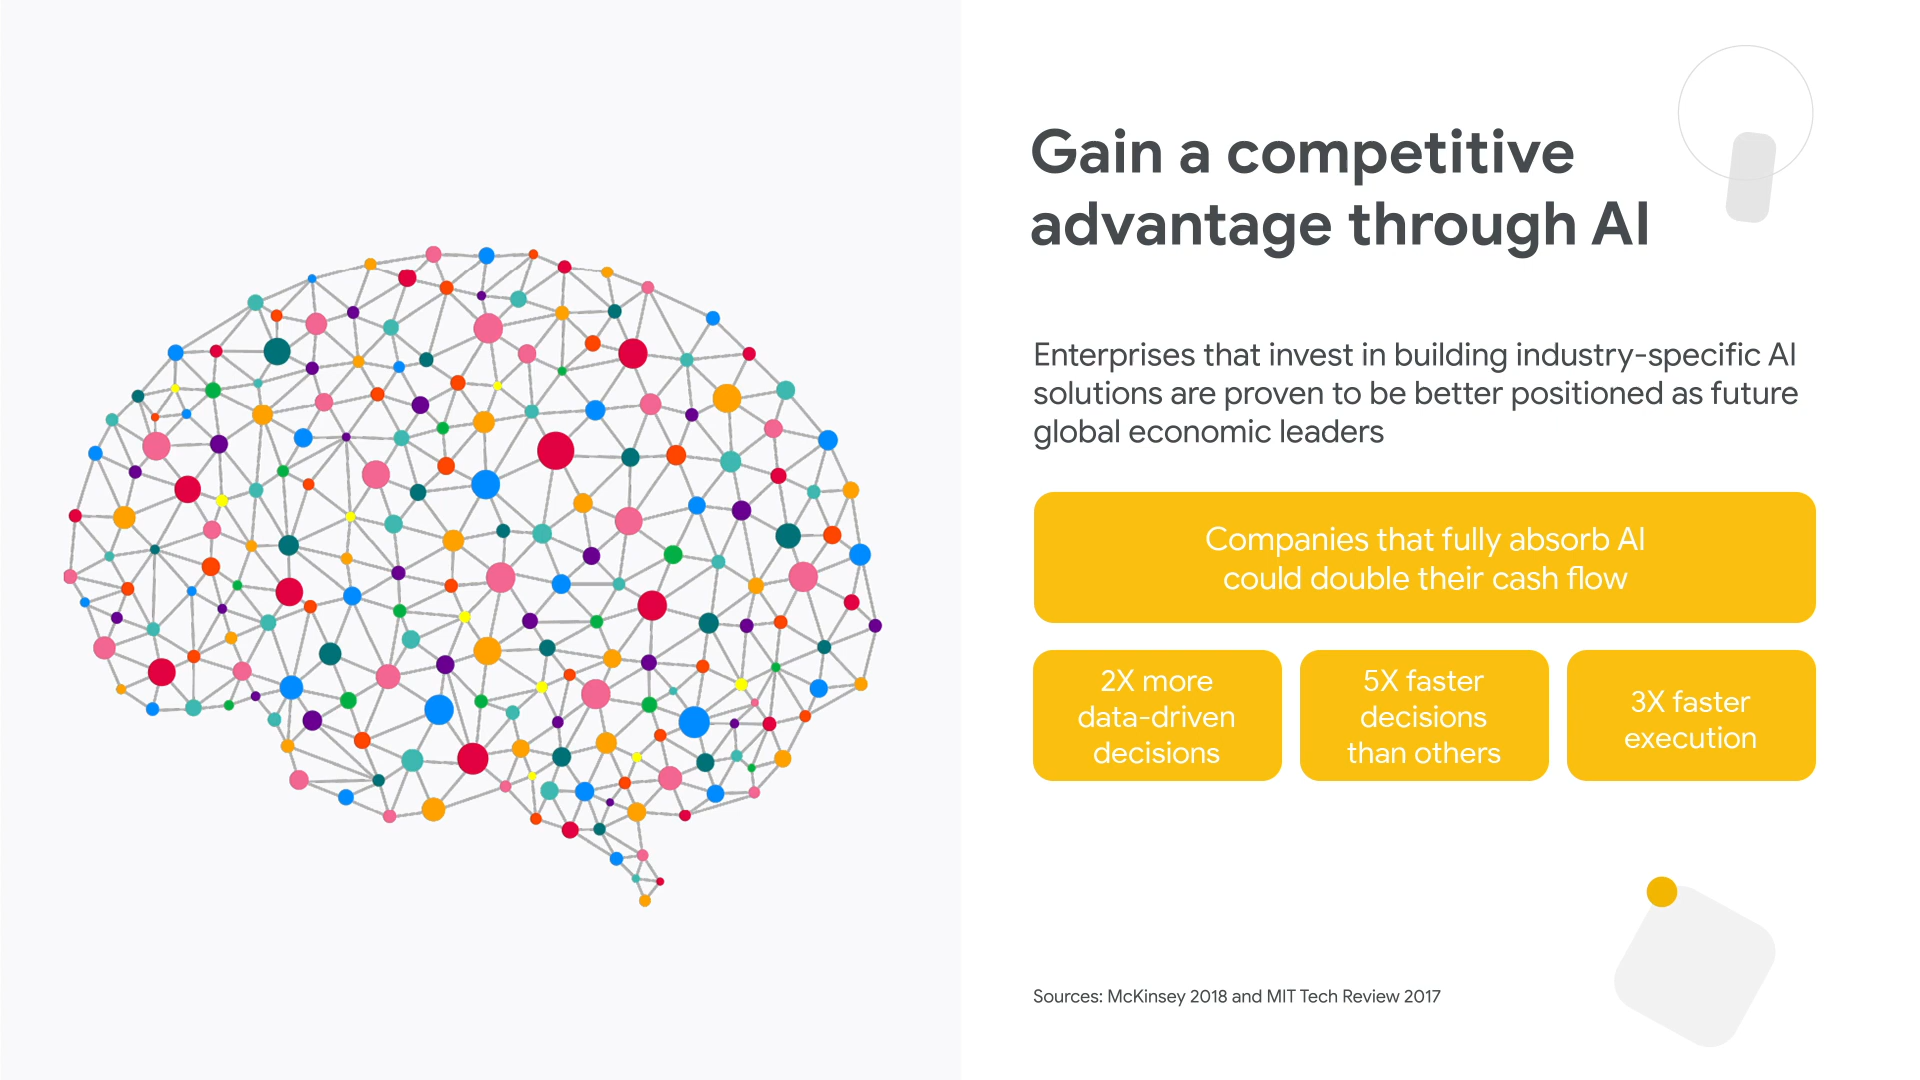 Gain a competitive
advantage through AI
Enterprises that invest in building industry-specific AI
solutions are proven to be better positioned as future
global economic leaders
Companies that fully absorb AI
could double their cash flow
2X more
data-driven
decisions
5X faster
decisions
than others
3X faster
execution
Sources: McKinsey 2018 and MIT Tech Review 2017